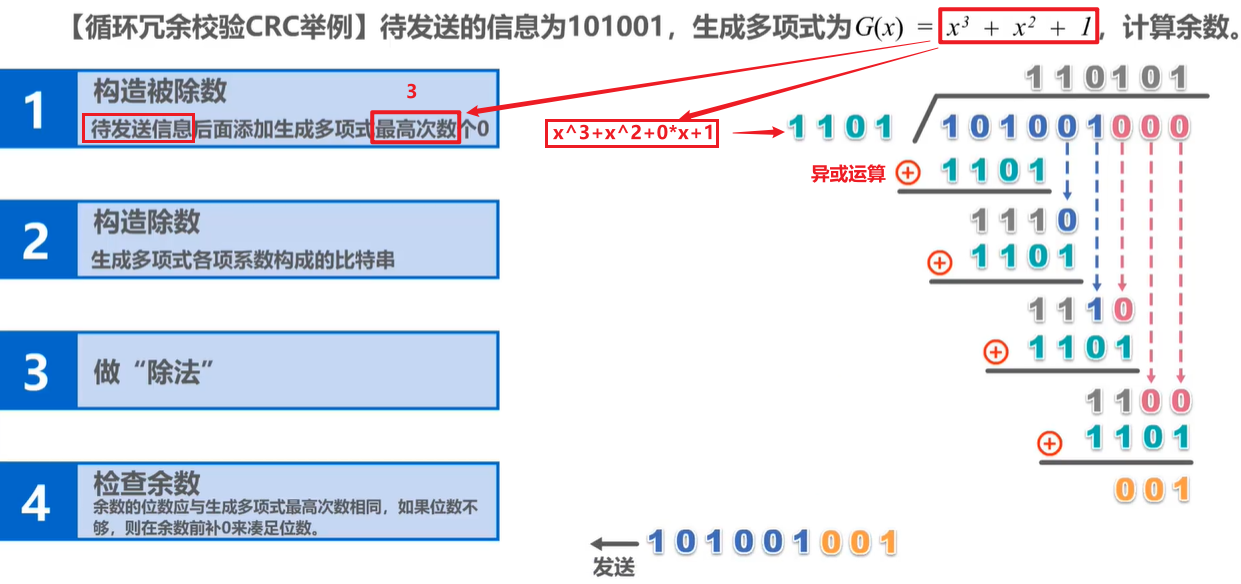 【循环冗余校验CRC举例】待发送的信息为101001，生成多项式为G(x) = x³ + x² + 1，计算余数。
1
构造被除数
3
待发送信息后面添加生成多项式最高次数个0
2
构造除数
生成多项式各项系数构成的比特串
3
做“除法”
4
检查余数
余数的位数应与生成多项式最高次数相同，如果位数不
够，则在余数前补0来凑足位数。
110101
x^3+x^2+0*x+1
1101
101001000
异或运算
1101
1110
1101
1110
1101
1100
1101
001
101001001
发送